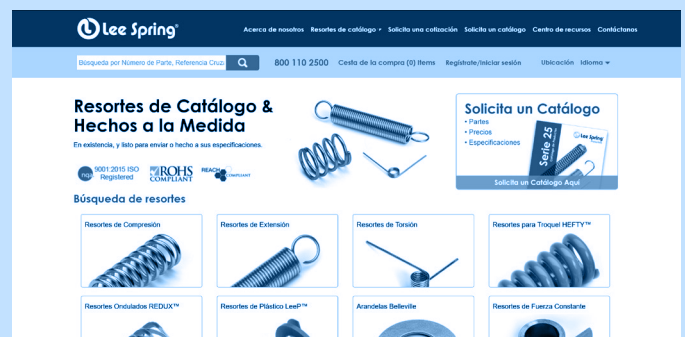 Lee Spring®
Acerca de nosotros Resortes de catálogo Solicita una cotización Solicita un catálogo Centro de recursos Contáctanos
Búsqueda por Número de Parte, Referencia Cruz
800 110 2500 Cesta de la compra (0) Items Regístrate/Iniciar sesión Ubicación Idioma
Resortes de Catálogo &
Hechos a la Medida
En existencia, y listo para enviar o hecho a sus especificaciones.
nqa 9001:2015 ISO
Registered
ROHS
COMPLIANT
REACH
COMPLIANT
Solicita un Catálogo
• Partes
• Precios
• Especificaciones
Serie 25
Lee Spring
Solicita un Catálogo Aquí
Búsqueda de resortes
Resortes de Compresión
Resortes de Extensión
Resortes de Torsión
Resortes para Troquel HEFTY™
Resortes Ondulados REDUX™
Resortes de Plástico LeeP™
Arandelas Belleville
Resortes de Fuerza Constante